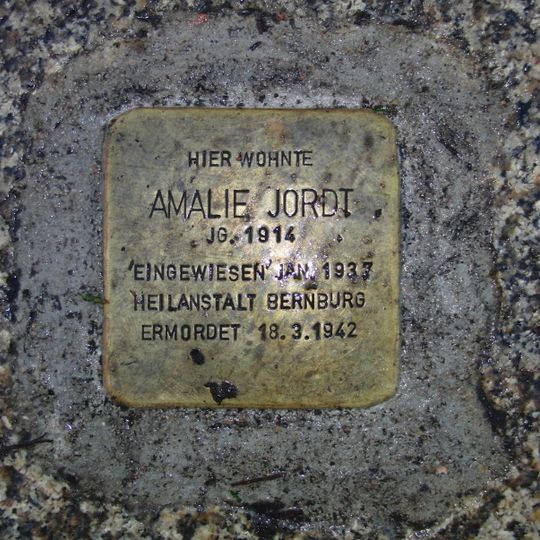 HIER WOHNTE
AMALIE JORDT
JG. 1914
'EINGEWIESEN' JAN. 1937
HEILANSTALT BERNBURG
ERMORDET 18.3.1942